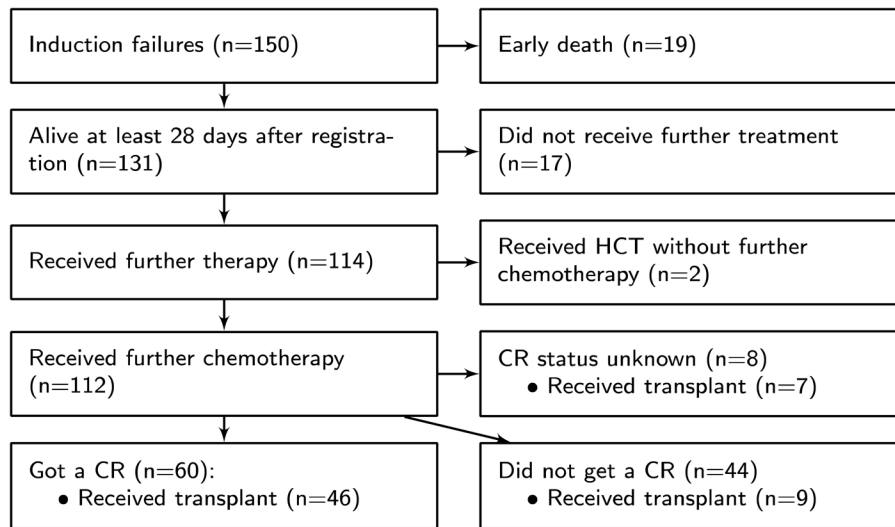 Induction failures (n=150)
Early death (n=19)
Alive at least 28 days after registra-
tion (n=131)
Did not receive further treatment
(n=17)
Received further therapy (n=114)
Received HCT without further
chemotherapy (n=2)
Received further chemotherapy
(n=112)
CR status unknown (n=8)
• Received transplant (n=7)
Got a CR (n=60):
• Received transplant (n=46)
Did not get a CR (n=44)
• Received transplant (n=9)